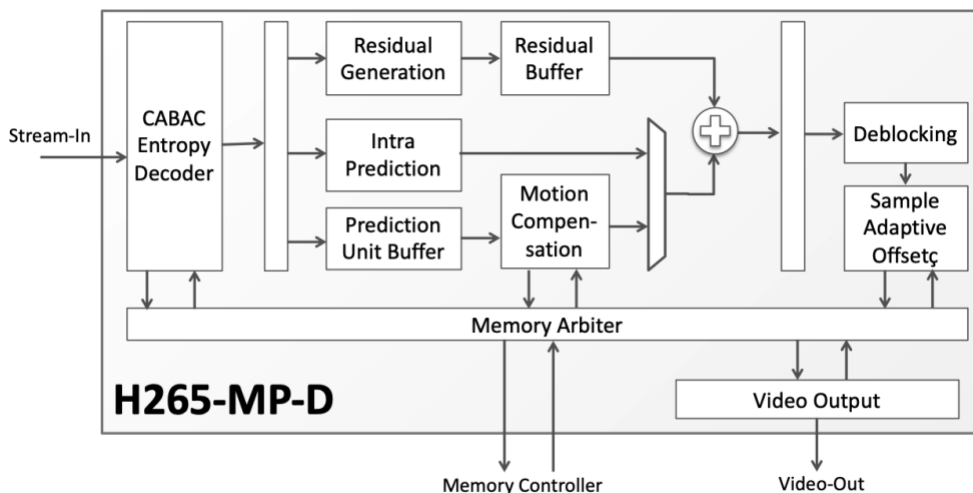 Stream-In
CABAC
Entropy
Decoder
Residual
Generation
Residual
Buffer
Intra
Prediction
Prediction
Unit Buffer
Motion
Compen-
sation
Deblocking
Sample
Adaptive
Offsetç
Memory Arbiter
H265-MP-D
Video Output
Memory Controller
Video-Out